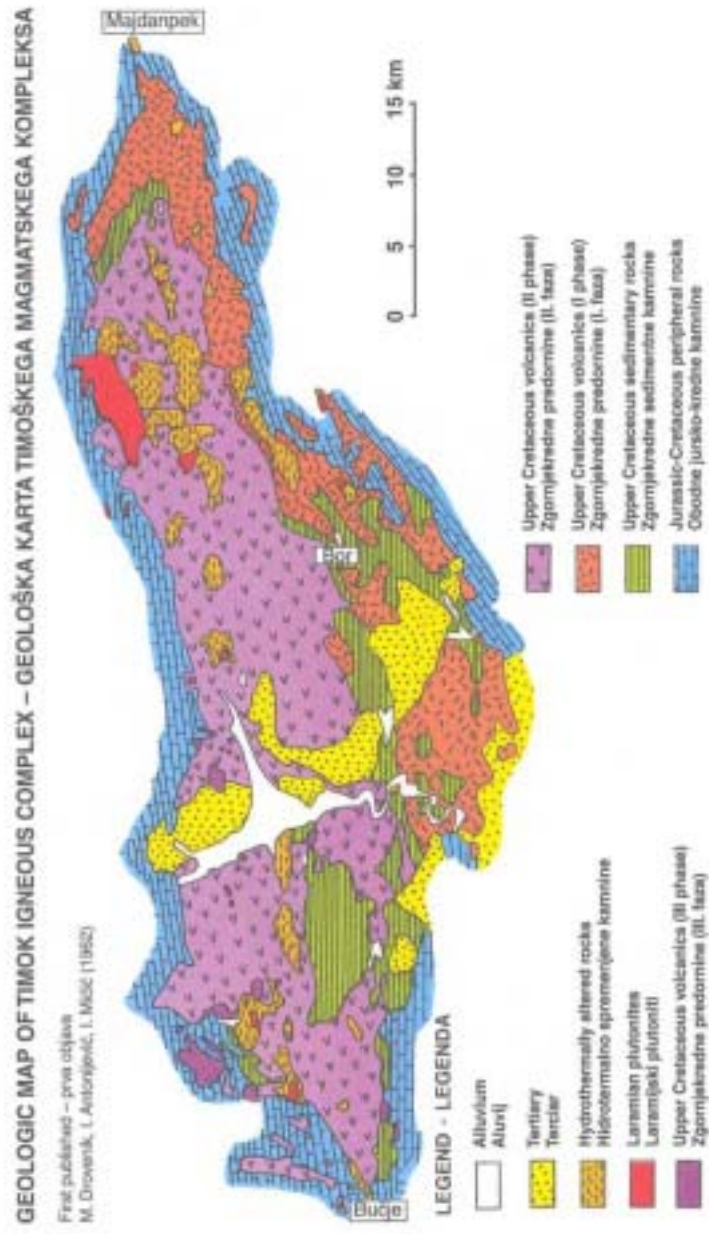 GEOLOGIC MAP OF TIMOK IGNEOUS COMPLEX – GEOLOŠKA KARTA TIMOŠKEGA MAGMATSKEGA KOMPLEKSA
First published – prva objava
M. Drovenik, I. Antonijević, I. Mićić (1962)
Majdanpek
Bor
Bučje
0 5 10 15 km
LEGEND - LEGENDA
Alluvium
Aluvij
Tertiary
Terciar
Hydrothermally altered rocks
Hidrotermalno spremenjene kamnine
Laramian plutonites
Laramijski plutoniti
Upper Cretaceous volcanics (III phase)
Zgornjekredne predornine (III. faza)
Upper Cretaceous volcanics (II phase)
Zgornjekredne predornine (II. faza)
Upper Cretaceous volcanics (I phase)
Zgornjekredne predornine (I. faza)
Upper Cretaceous sedimentary rocks
Zgornjekredne sedimentne kamnine
Jurassic-Cretaceous peripheral rocks
Obodne jursko-kredne kamnine